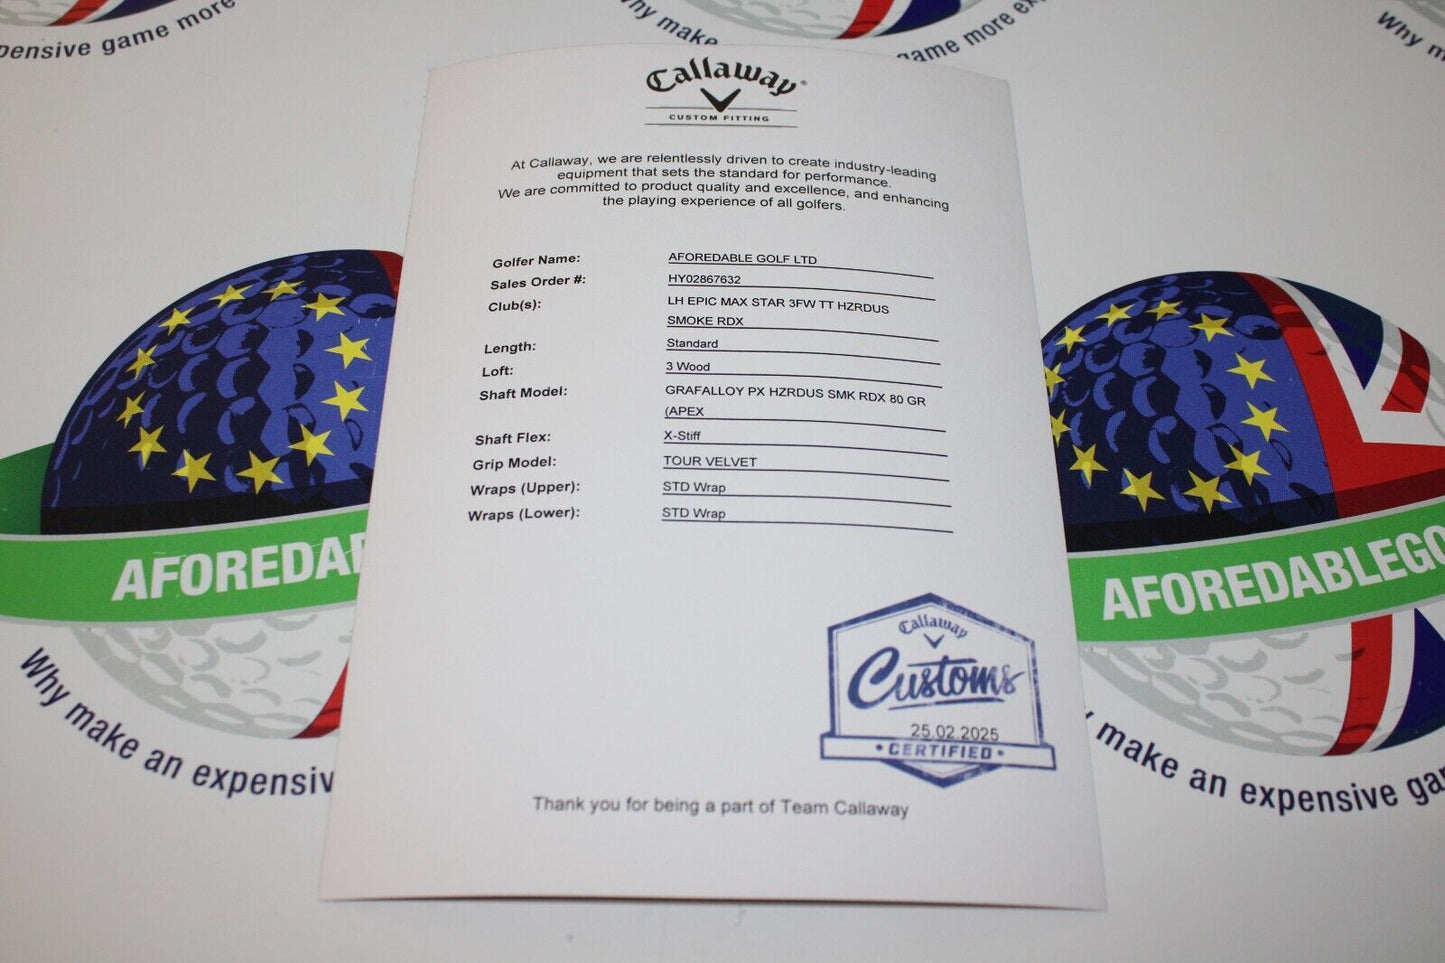 pensive game more
Why make
game more ex
Why m
Callaway
CUSTOM FITTING
At Callaway, we are relentlessly driven to create industry-leading
equipment that sets the standard for performance.
We are committed to product quality and excellence, and enhancing
the playing experience of all golfers.
Golfer Name: AFOREDABLE GOLF LTD
Sales Order #: HY02867632
Club(s): LH EPIC MAX STAR 3FW TT HZRDUS
SMOKE RDX
Length: Standard
Loft: 3 Wood
Shaft Model: GRAFALLOY PX HZRDUS SMK RDX 80 GR
(APEX
Shaft Flex: X-Stiff
Grip Model: TOUR VELVET
Wraps (Upper): STD Wrap
Wraps (Lower): STD Wrap
Callaway
Customs
25.02.2025
• CERTIFIED •
Thank you for being a part of Team Callaway
AFOREDAB
Why make an expensiv
AFOREDABLEGO
y make an expensive ga